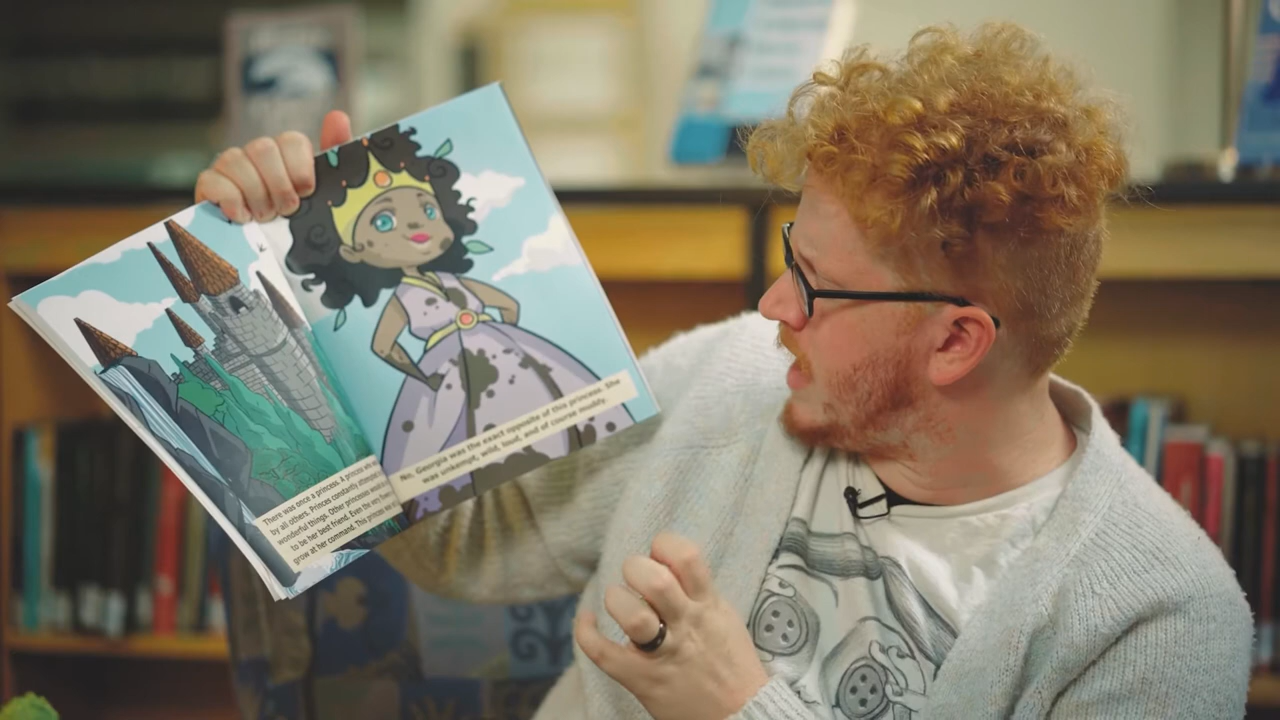 There was once a princess. A princess
by all others. Princes constantly
wonderful things. Other princesses
to be her best friend. Even the very
grow at her command. This princess
No, Georgia was the exact opposite of this princess. She
was unkempt, wild, loud, and of course muddy.